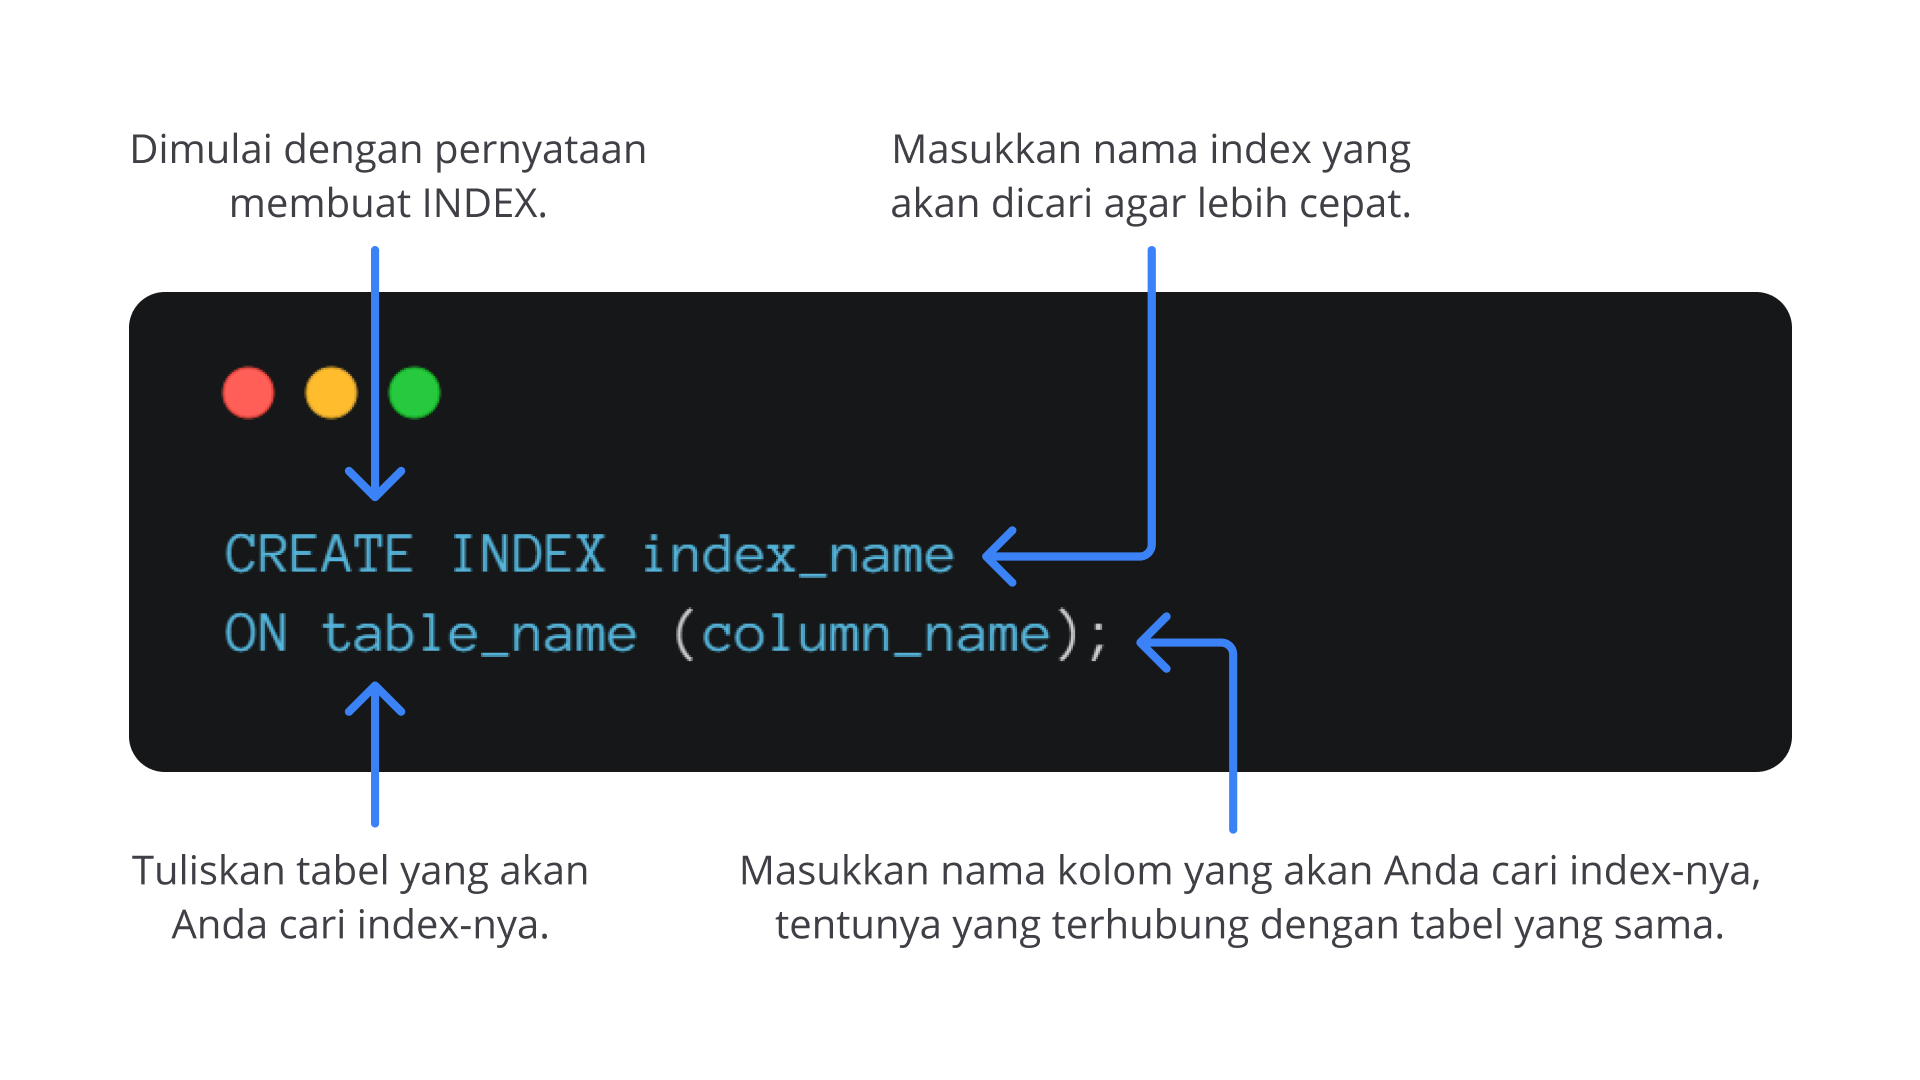 Dimulai dengan pernyataan
membuat INDEX.
Masukkan nama index yang
akan dicari agar lebih cepat.
CREATE INDEX index_name
ON table_name (column_name);
Tuliskan tabel yang akan
Anda cari index-nya.
Masukkan nama kolom yang akan Anda cari index-nya,
tentunya yang terhubung dengan tabel yang sama.